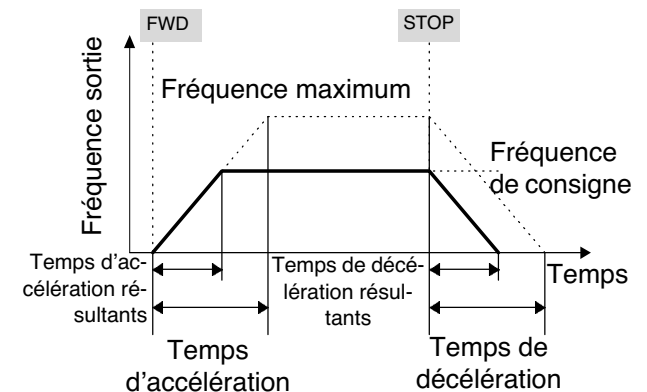 FWD
STOP
Fréquence sortie
Fréquence maximum
Fréquence
de consigne
Temps d'ac-
célération ré-
sultants
Temps de décé-
lération résul-
tants
Temps
Temps
d'accélération
Temps de
décélération